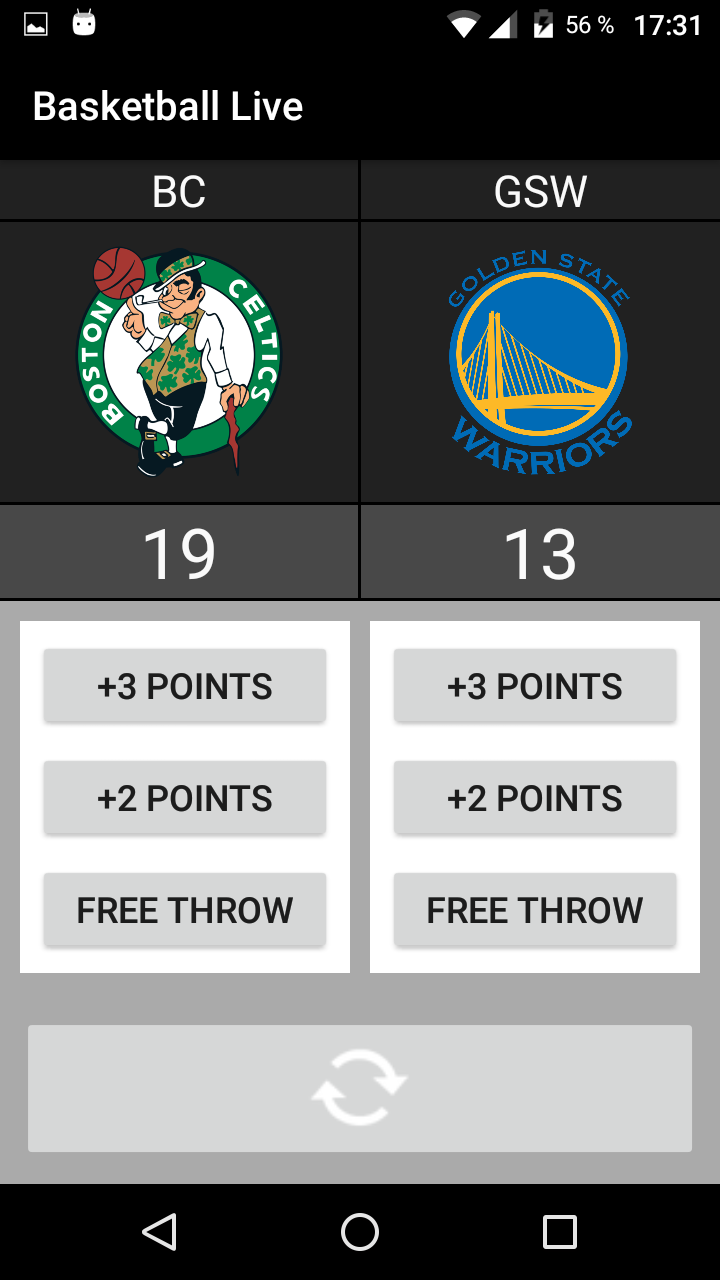 56 % 17:31
Basketball Live
BC GSW
BOSTON CELTICS
GOLDEN STATE
WARRIORS
19 13
+3 POINTS +3 POINTS
+2 POINTS +2 POINTS
FREE THROW FREE THROW